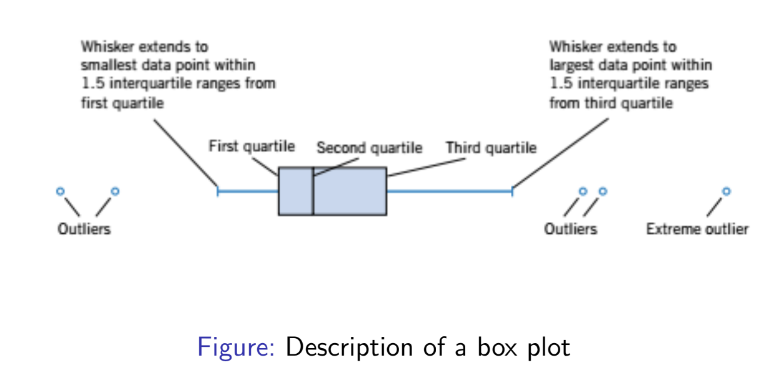 Whisker extends to
smallest data point within
1.5 interquartile ranges from
first quartile
Whisker extends to
largest data point within
1.5 interquartile ranges
from third quartile
First quartile
Second quartile
Third quartile
Outliers
Outliers
Extreme outlier
Figure: Description of a box plot